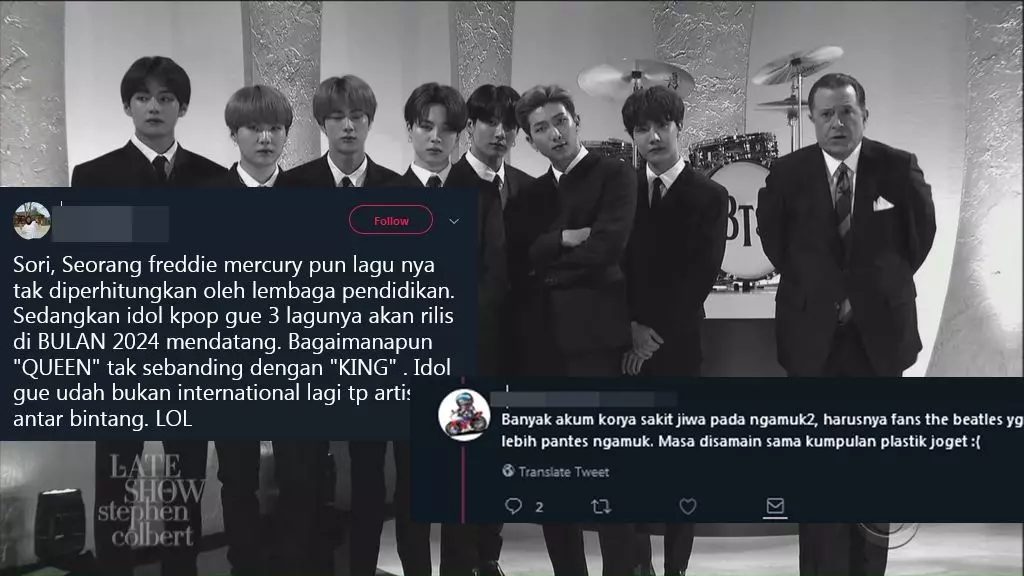 BTS
Follow
Sori, Seorang freddie mercury pun lagu nya
tak diperhitungkan oleh lembaga pendidikan.
Sedangkan idol kpop gue 3 lagunya akan rilis
di BULAN 2024 mendatang. Bagaimanapun
"QUEEN" tak sebanding dengan "KING" . Idol
gue udah bukan international lagi tp artis
antar bintang. LOL
Banyak akum korya sakit jiwa pada ngamuk2, harusnya fans the beatles yg
lebih pantes ngamuk. Masa disamain sama kumpulan plastik joget :(
Translate Tweet
2
LATE
SHOW
stephen
colbert